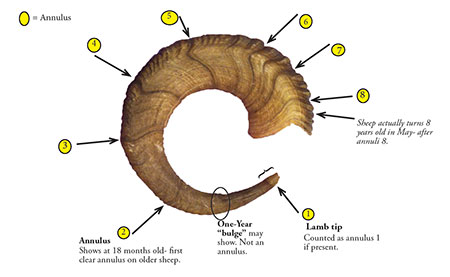 = Annulus
5
6
4
7
8
Sheep actually turns 8
years old in May- after
annuli 8.
3
2
1
Annulus
Shows at 18 months old- first
clear annulus on older sheep.
One-Year
"bulge" may
show. Not an
annulus.
Lamb tip
Counted as annulus 1
if present.